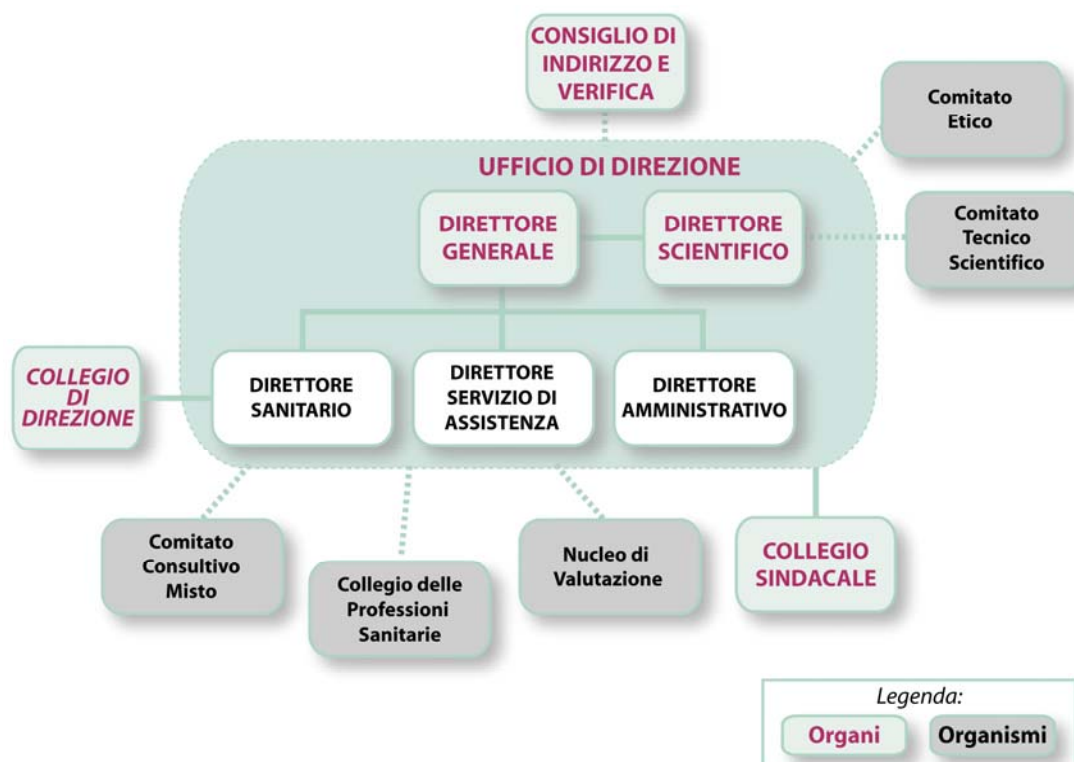 CONSIGLIO DI
INDIRIZZO E
VERIFICA
Comitato
Etico
UFFICIO DI DIREZIONE
DIRETTORE
GENERALE
DIRETTORE
SCIENTIFICO
Comitato
Tecnico
Scientifico
COLLEGIO
DI
DIREZIONE
DIRETTORE
SANITARIO
DIRETTORE
SERVIZIO DI
ASSISTENZA
DIRETTORE
AMMINISTRATIVO
Comitato
Consultivo
Misto
Collegio delle
Professioni
Sanitarie
Nucleo di
Valutazione
COLLEGIO
SINDACALE
Legenda:
Organi
Organismi